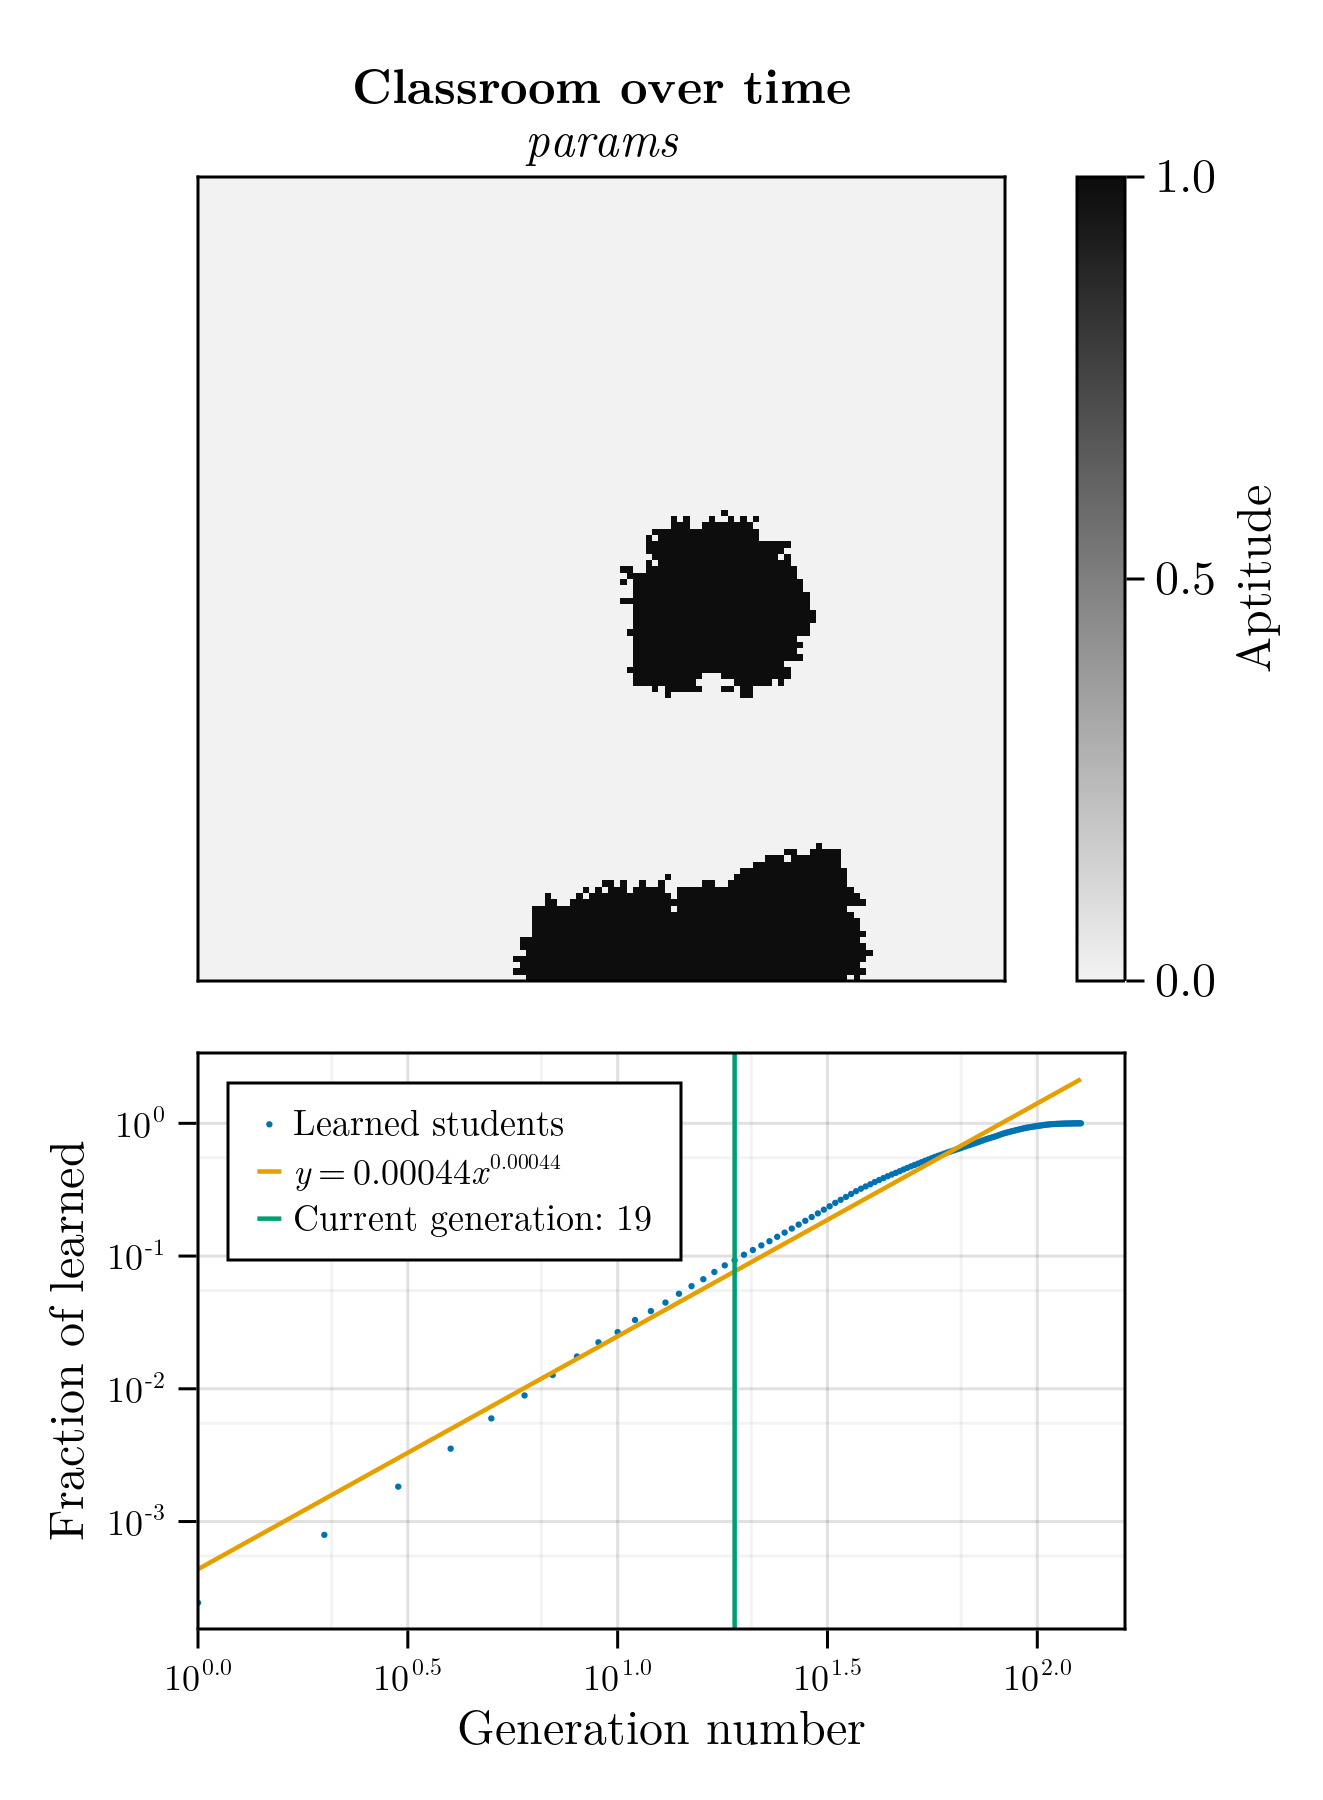 Classroom over time
params
1.0
0.5
0.0
Aptitude
Learned students
y = 0.00044x^0.00044
Current generation: 19
10^0
10^-1
10^-2
10^-3
Fraction of learned
10^0.0 10^0.5 10^1.0 10^1.5 10^2.0
Generation number